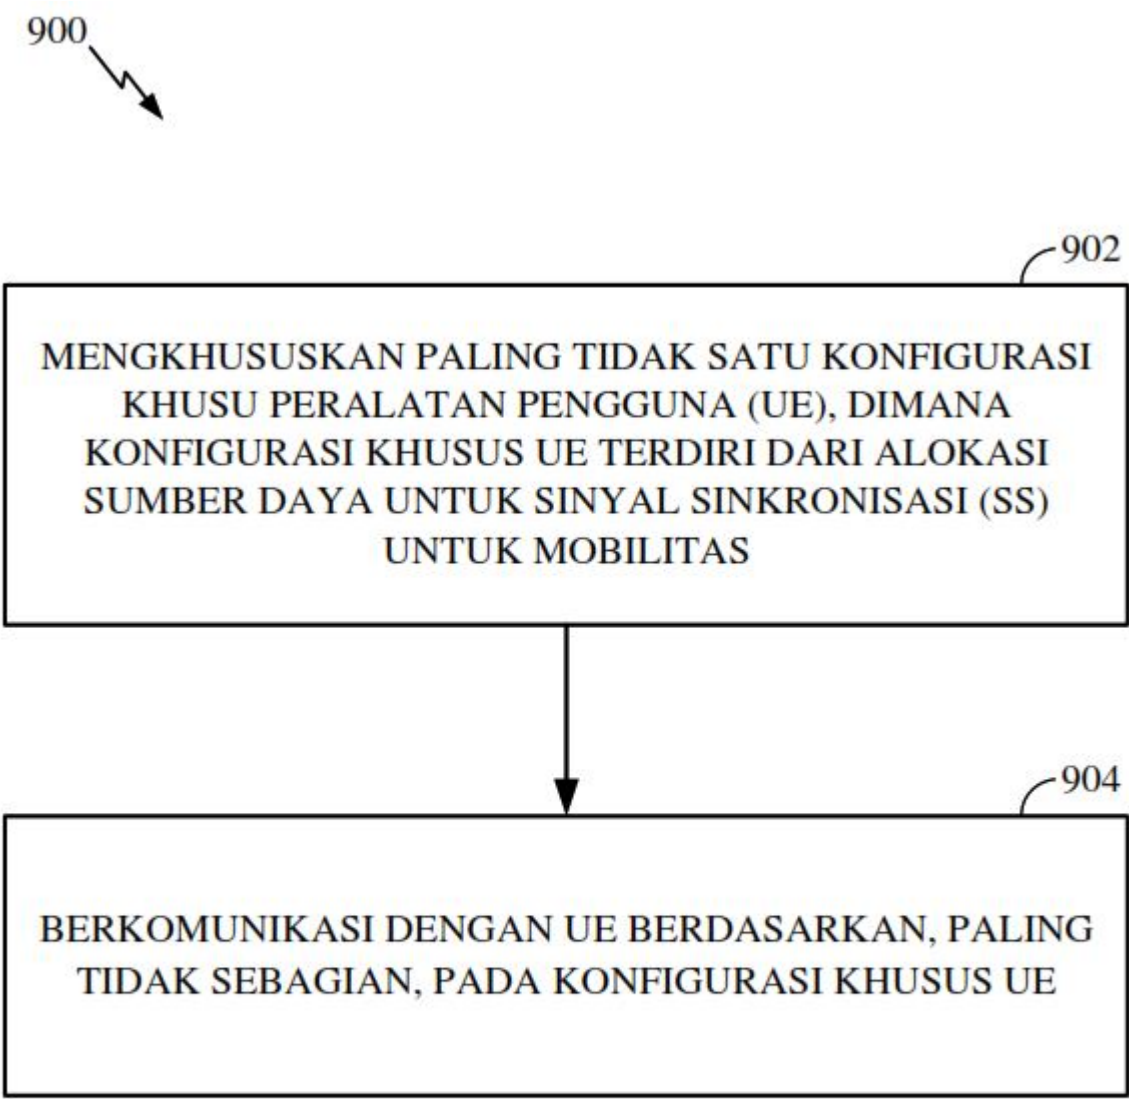 900
902
MENGKHUSUSKAN PALING TIDAK SATU KONFIGURASI
KHUSU PERALATAN PENGGUNA (UE), DIMANA
KONFIGURASI KHUSUS UE TERDIRI DARI ALOKASI
SUMBER DAYA UNTUK SINYAL SINKRONISASI (SS)
UNTUK MOBILITAS
904
BERKOMUNIKASI DENGAN UE BERDASARKAN, PALING
TIDAK SEBAGIAN, PADA KONFIGURASI KHUSUS UE